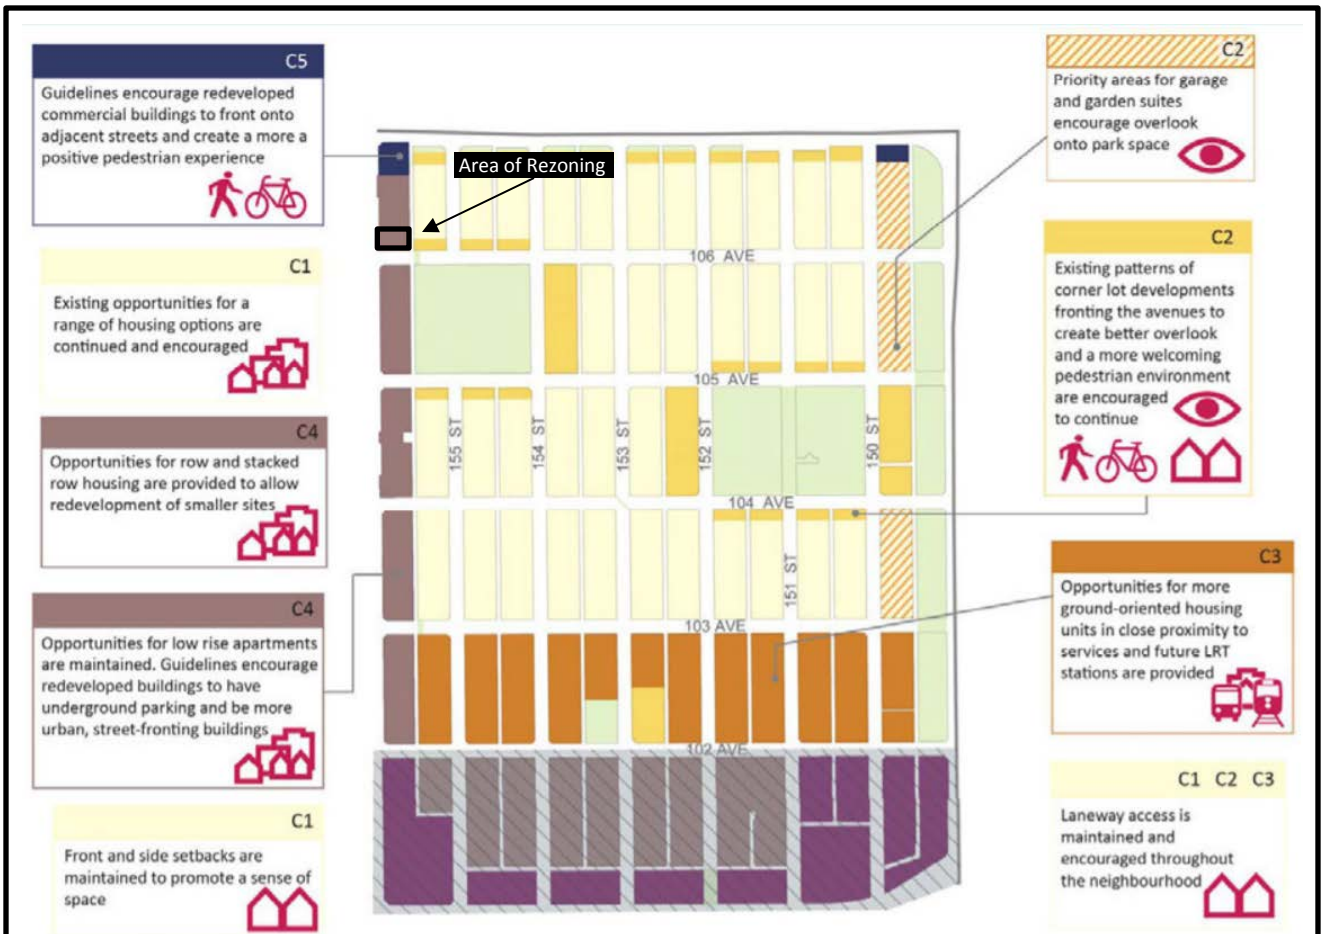 C5
Guidelines encourage redeveloped
commercial buildings to front onto
adjacent streets and create a more a
positive pedestrian experience
C1
Existing opportunities for a
range of housing options are
continued and encouraged
C4
Opportunities for row and stacked
row housing are provided to allow
redevelopment of smaller sites
C4
Opportunities for low rise apartments
are maintained. Guidelines encourage
redeveloped buildings to have
underground parking and be more
urban, street-fronting buildings
C1
Front and side setbacks are
maintained to promote a sense of
space
Area of Rezoning
106 AVE
105 AVE
155 ST
154 ST
153 ST
152 ST
150 ST
104 AVE
151 ST
103 AVE
102 AVE
C2
Priority areas for garage
and garden suites
encourage overlook
onto park space
C2
Existing patterns of
corner lot developments
fronting the avenues to
create better overlook
and a more welcoming
pedestrian environment
are encouraged
to continue
C3
Opportunities for more
ground-oriented housing
units in close proximity to
services and future LRT
stations are provided
C1 C2 C3
Laneway access is
maintained and
encouraged throughout
the neighbourhood